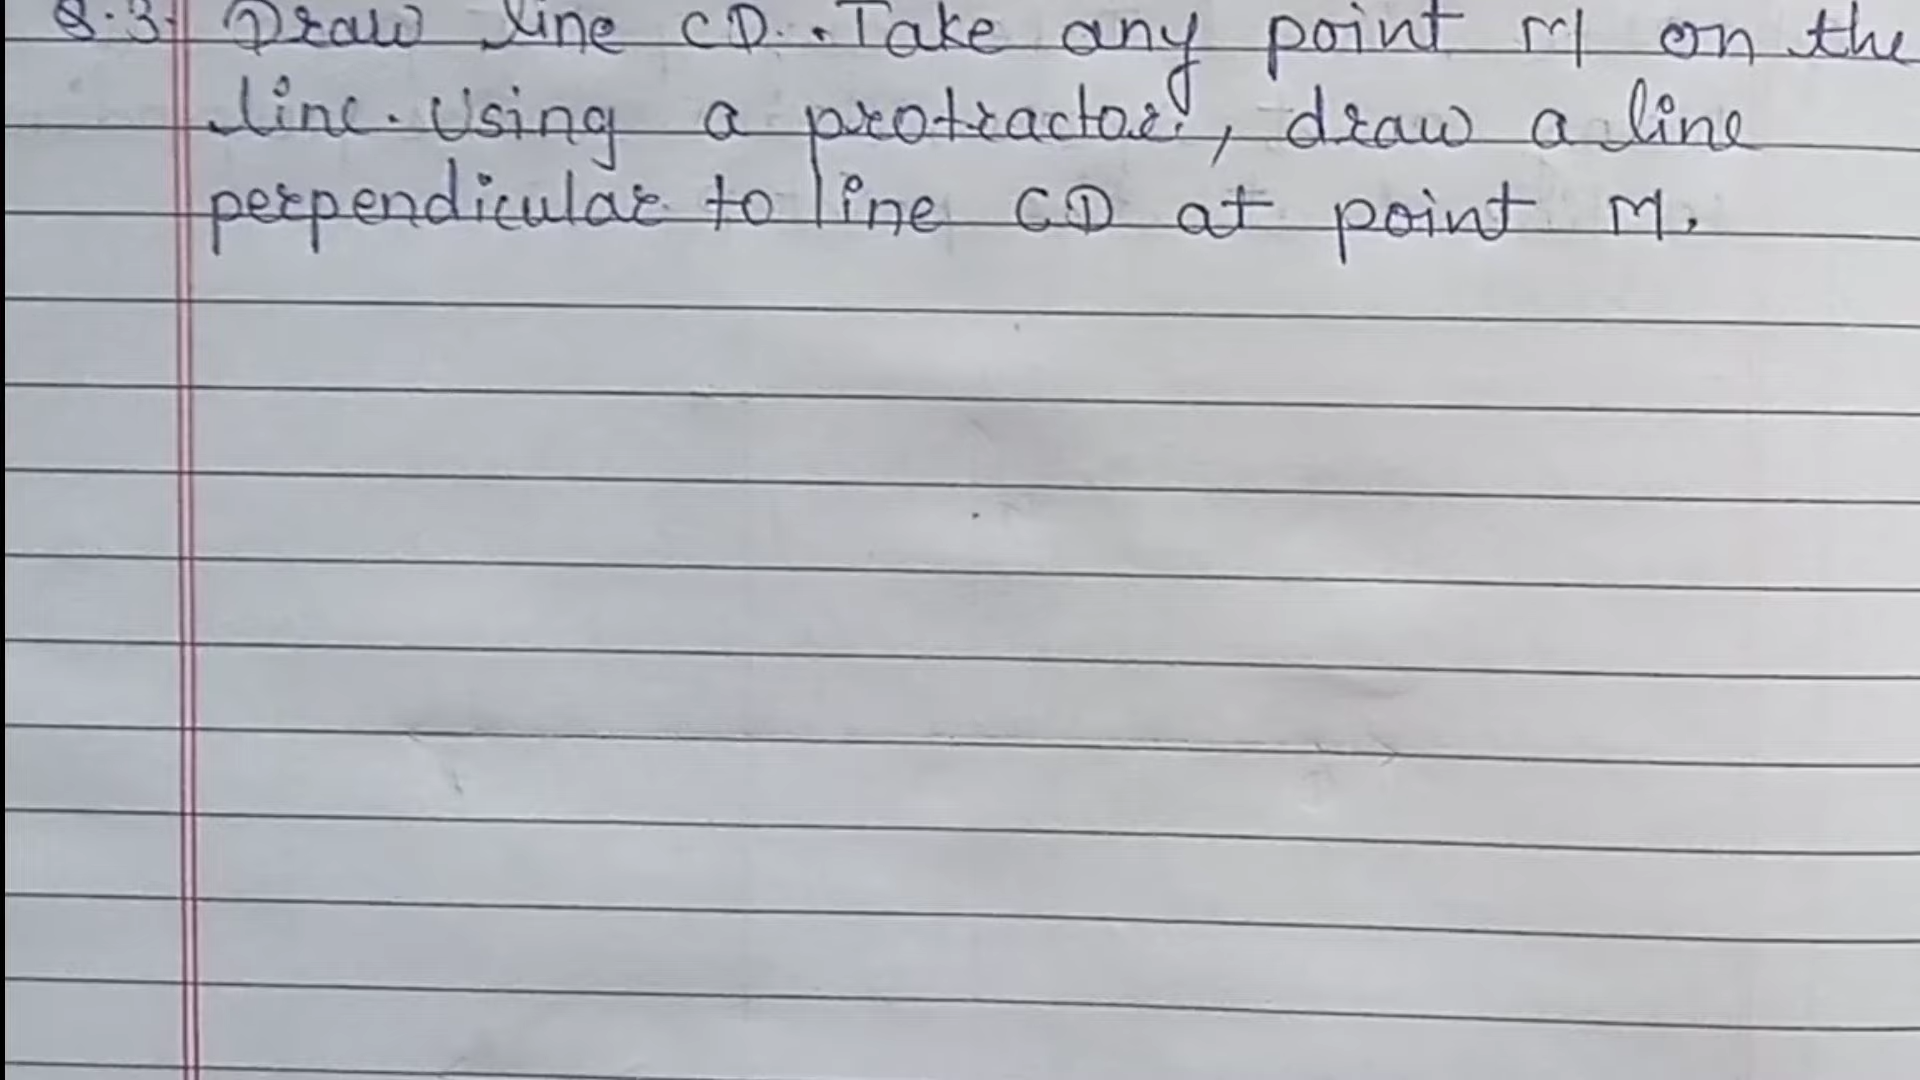 Q.3. Draw line CD. Take any point M on the
line. Using a protractor, draw a line
perpendicular to line CD at point M.